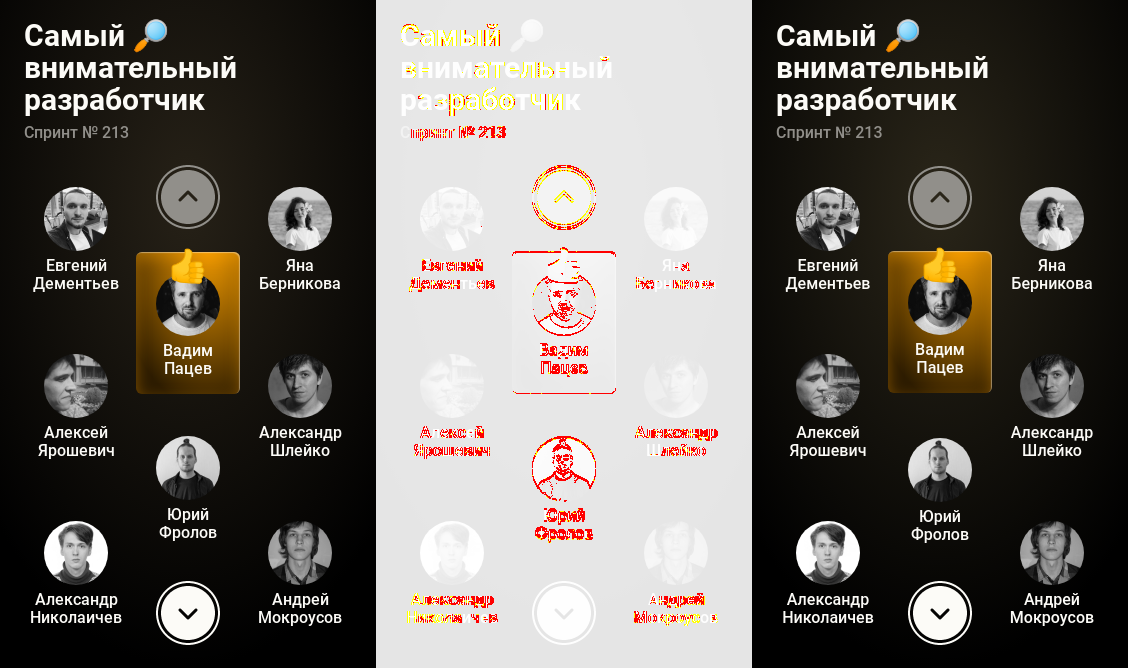 Самый 🔎
внимательный
разработчик
Спринт № 213
Евгений
Дементьев
Яна
Берникова
Вадим
Пацев
Алексей
Ярошевич
Александр
Шлейко
Юрий
Фролов
Александр
Николаичев
Андрей
Мокроусов
Самый
внимательный
разработчик
Спринт № 213
Евгений
Дементьев
Яна
Берникова
Вадим
Пацев
Алексей
Ярошевич
Александр
Шлейко
Юрий
Фролов
Александр
Николаичев
Андрей
Мокроусов
Самый 🔎
внимательный
разработчик
Спринт № 213
Евгений
Дементьев
Яна
Берникова
Вадим
Пацев
Алексей
Ярошевич
Александр
Шлейко
Юрий
Фролов
Александр
Николаичев
Андрей
Мокроусов